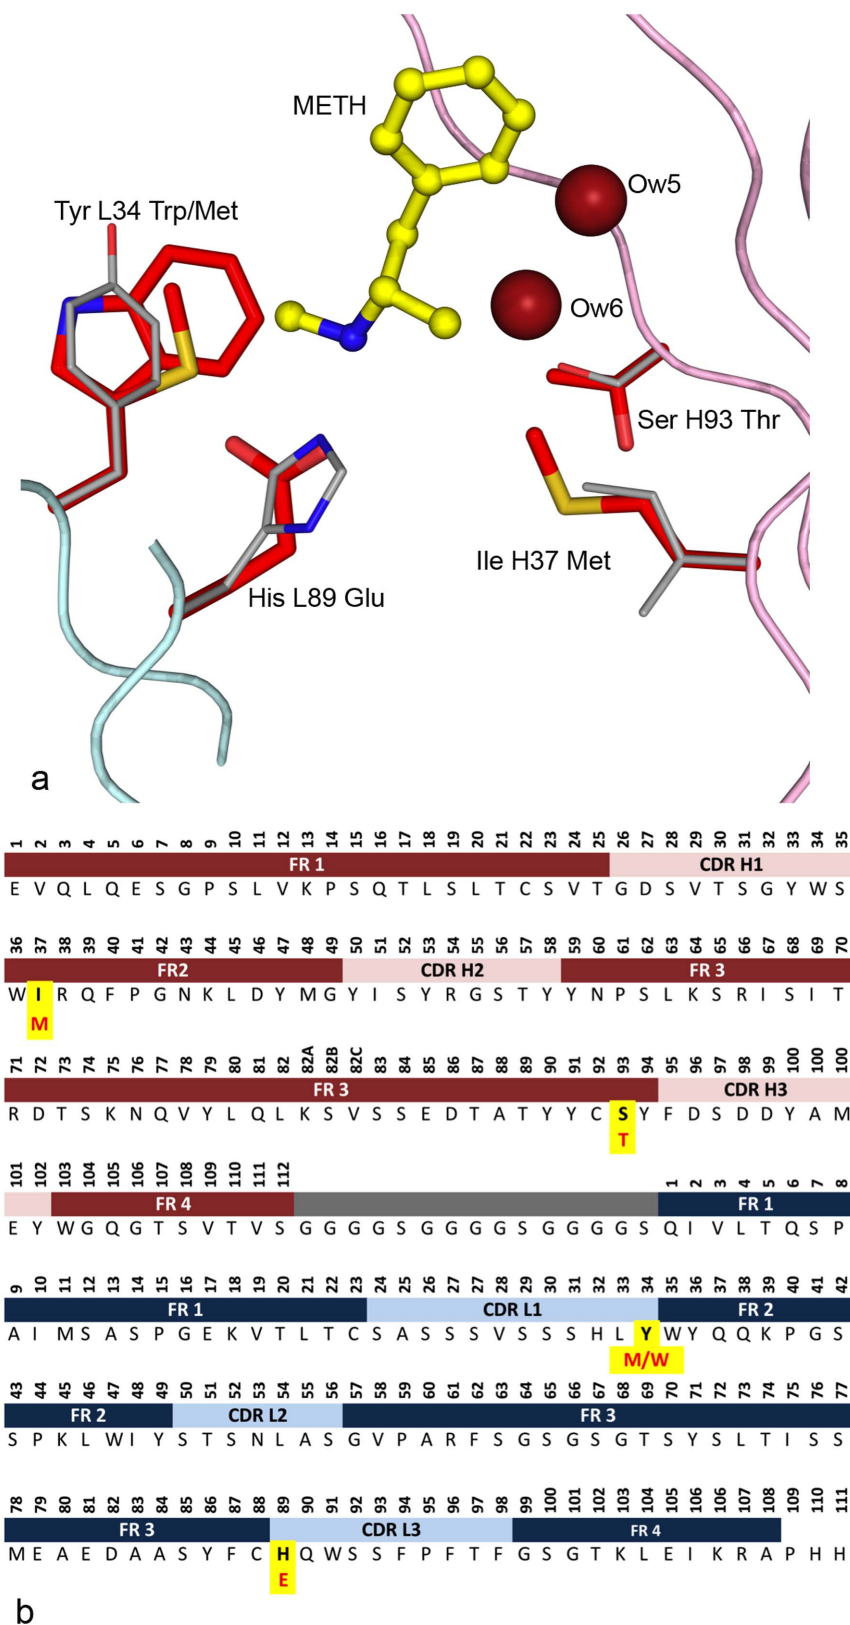 METH
Ow5
Tyr L34 Trp/Met
Ow6
Ser H93 Thr
Ile H37 Met
His L89 Glu
a
1 2 3 4 5 6 7 8 9 10 11 12 13 14 15 16 17 18 19 20 21 22 23 24 25 26 27 28 29 30 31 32 33 34 35
FR 1 CDR H1
E V Q L Q E S G P S L V K P S Q T L S L T C S V T G D S V T S G Y W S
36 37 38 39 40 41 42 43 44 45 46 47 48 49 50 51 52 53 54 55 56 57 58 59 60 61 62 63 64 65 66 67 68 69 70
FR2 CDR H2 FR 3
W I R Q F P G N K L D Y M G Y I S Y R G S T Y Y N P S L K S R I S I T
M
71 72 73 74 75 76 77 78 79 80 81 82 82A 82B 82C 83 84 85 86 87 88 89 90 91 92 93 94 95 96 97 98 99 100 100 100
FR 3 CDR H3
R D T S K N Q V Y L Q L K S V S S E D T A T Y Y C S Y F D S D D Y A M
T
101 102 103 104 105 106 107 108 109 110 111 112 1 2 3 4 5 6 7 8
FR 4 FR 1
E Y W G Q G T S V T V S G G G G S G G G G S G G G G S Q I V L T Q S P
9 10 11 12 13 14 15 16 17 18 19 20 21 22 23 24 25 26 27 28 29 30 31 32 33 34 35 36 37 38 39 40 41 42
FR 1 CDR L1 FR 2
A I M S A S P G E K V T L T C S A S S S V S S S H L Y W Y Q Q K P G S
M/W
43 44 45 46 47 48 49 50 51 52 53 54 55 56 57 58 59 60 61 62 63 64 65 66 67 68 69 70 71 72 73 74 75 76 77
FR 2 CDR L2 FR 3
S P K L W I Y S T S N L A S G V P A R F S G S G S G T S Y S L T I S S
78 79 80 81 82 83 84 85 86 87 88 89 90 91 92 93 94 95 96 97 98 99 100 101 102 103 104 105 106 107 108 109 110 111
FR 3 CDR L3 FR 4
M E A E D A A S Y F C H Q W S S F P F T F G S G T K L E I K R A P H H
E
b